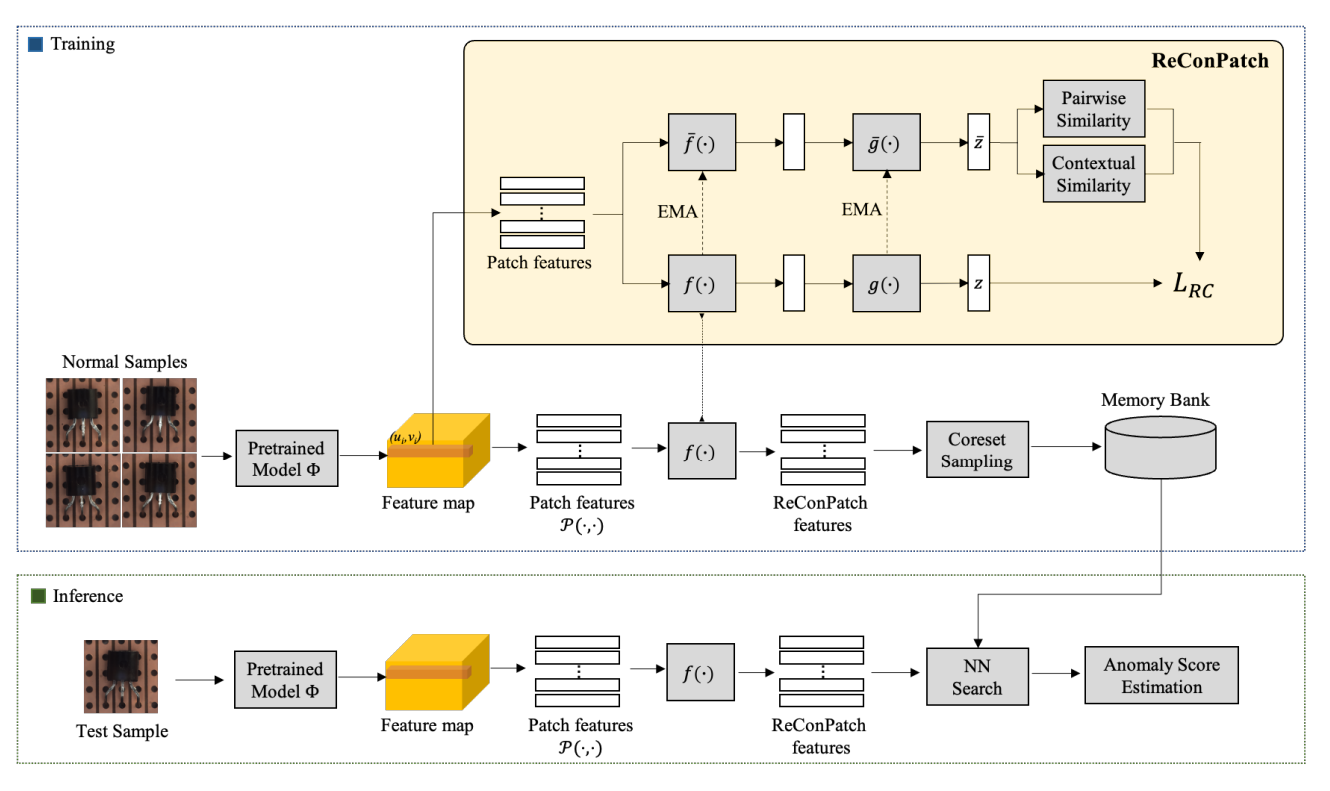 Training
ReConPatch
Pairwise
Similarity
f̄(·)
ḡ(·)
z̄
Contextual
Similarity
EMA
EMA
Patch features
f(·)
g(·)
z
L_RC
Normal Samples
(u_i,v_i)
Pretrained
Model Φ
Feature map
Patch features
𝒫(·,·)
f(·)
ReConPatch
features
Coreset
Sampling
Memory Bank
Inference
Test Sample
Pretrained
Model Φ
Feature map
Patch features
𝒫(·,·)
f(·)
ReConPatch
features
NN
Search
Anomaly Score
Estimation